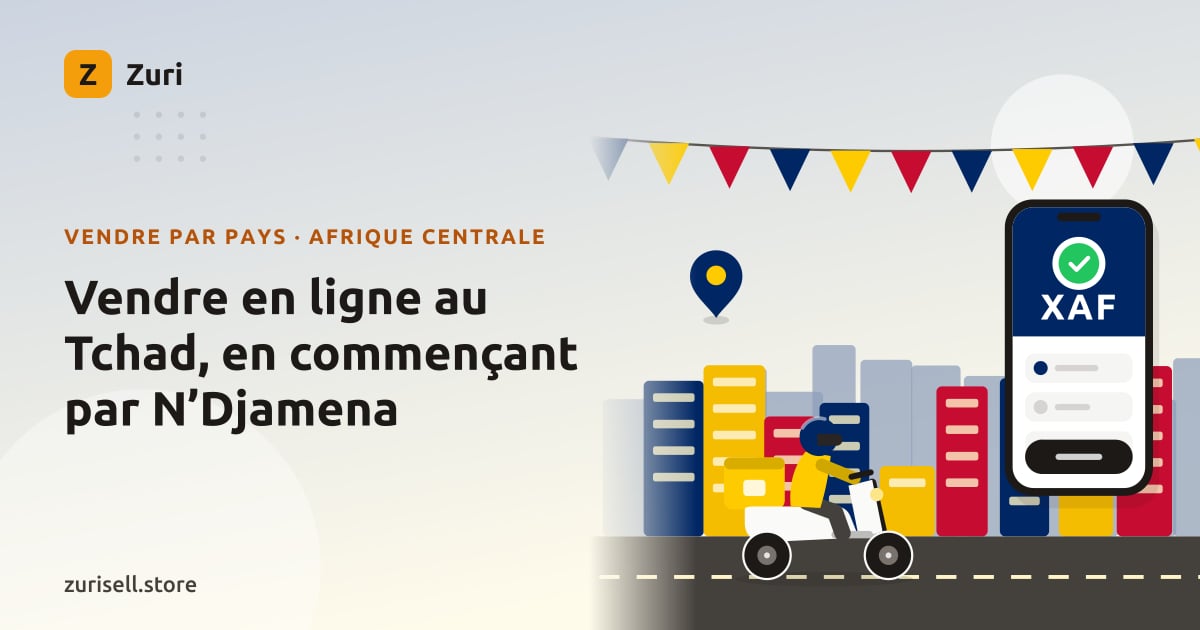 Z Zuri
VENDRE PAR PAYS · AFRIQUE CENTRALE
Vendre en ligne au
Tchad, en commençant
par N’Djamena
XAF
zurisell.store